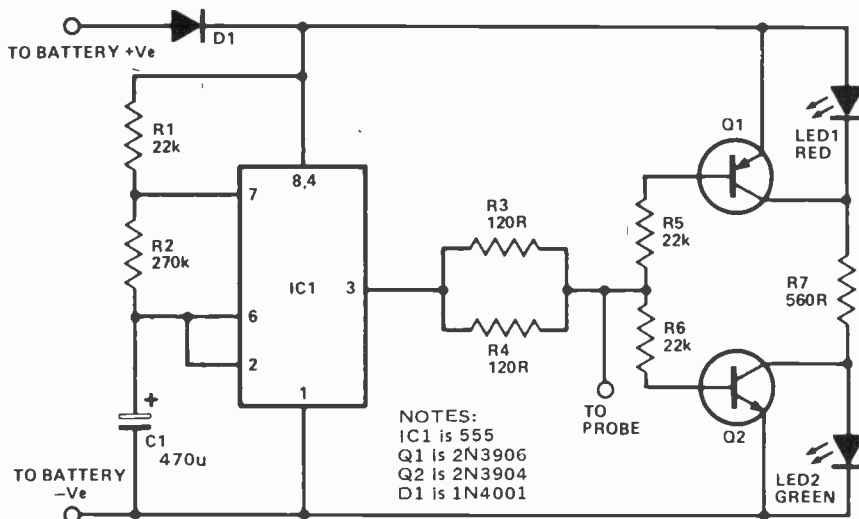 D1
TO BATTERY +Ve
R1
22k
Q1
LED1
RED
7
8,4
R3
120R
R5
22k
R2
270k
IC1
3
R7
560R
6
R4
120R
R6
22k
2
1
TO
PROBE
Q2
+
C1
470u
NOTES:
IC1 is 555
Q1 is 2N3906
Q2 is 2N3904
D1 is 1N4001
TO BATTERY
–Ve
LED2
GREEN